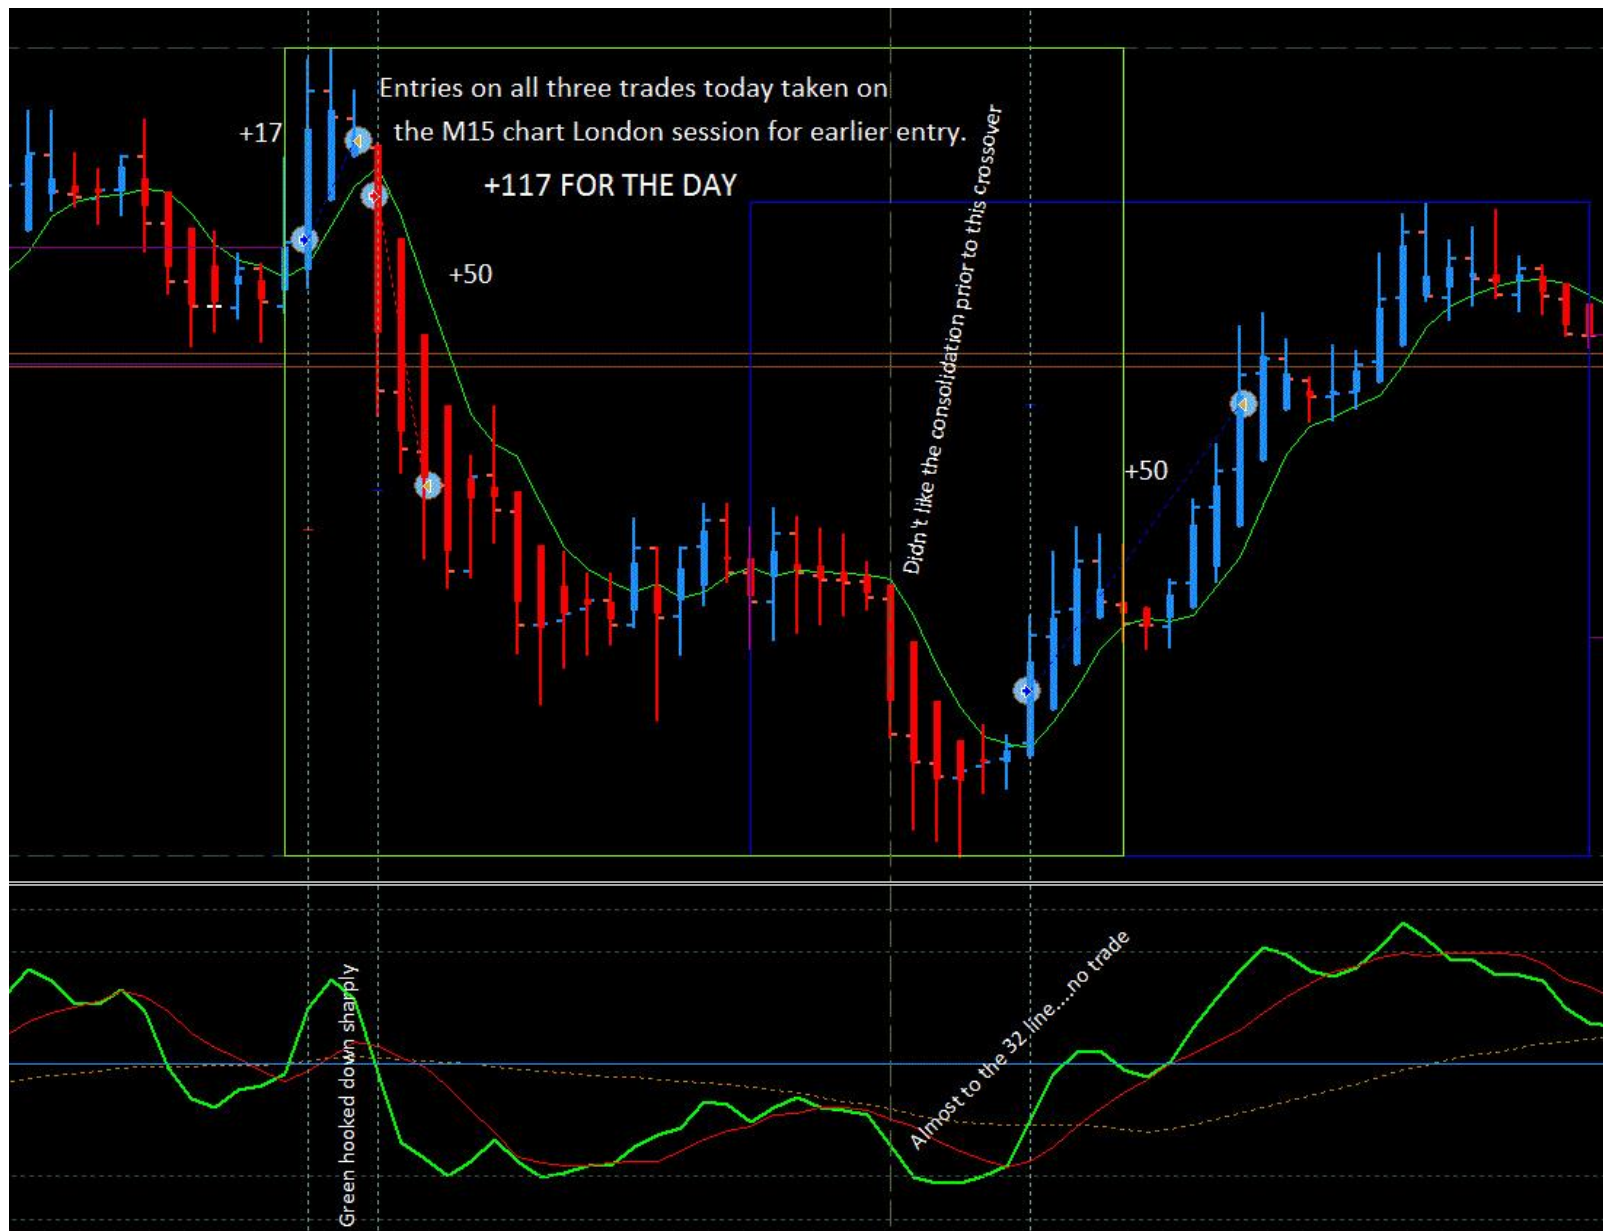 Entries on all three trades today taken on
+17
the M15 chart London session for earlier entry.
+117 FOR THE DAY
+50
Didn't like the consolidation prior to this crossover
+50
Green hooked down sharply
Almost to the 32 line....no trade